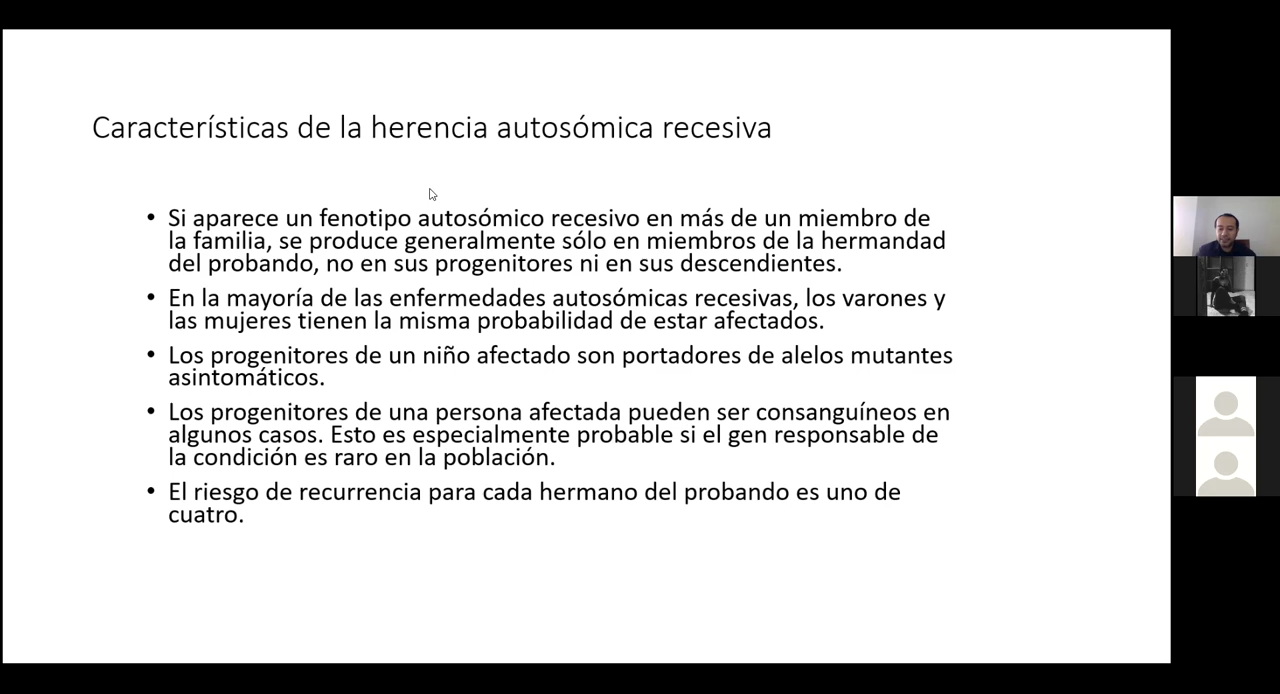 Características de la herencia autosómica recesiva
• Si aparece un fenotipo autosómico recesivo en más de un miembro de
la familia, se produce generalmente sólo en miembros de la hermandad
del probando, no en sus progenitores ni en sus descendientes.
• En la mayoría de las enfermedades autosómicas recesivas, los varones y
las mujeres tienen la misma probabilidad de estar afectados.
• Los progenitores de un niño afectado son portadores de alelos mutantes
asintomáticos.
• Los progenitores de una persona afectada pueden ser consanguíneos en
algunos casos. Esto es especialmente probable si el gen responsable de
la condición es raro en la población.
• El riesgo de recurrencia para cada hermano del probando es uno de
cuatro.